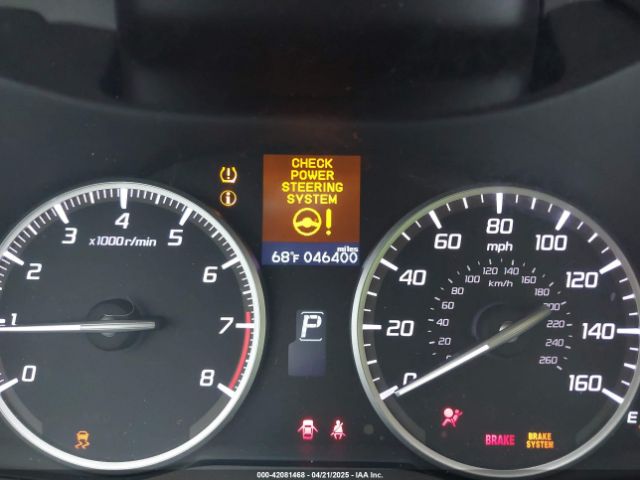 CHECK
POWER
STEERING
SYSTEM
!
miles
68°F 046400
x1000r/min
0
1
2
3
4
5
6
7
8
P
mph
0
20
40
60
80
100
120
140
160
km/h
20
40
60
80
100
120
140
160
180
200
220
240
260
BRAKE
BRAKE
SYSTEM
E
000-42081468 - 04/21/2025 - IAA Inc.